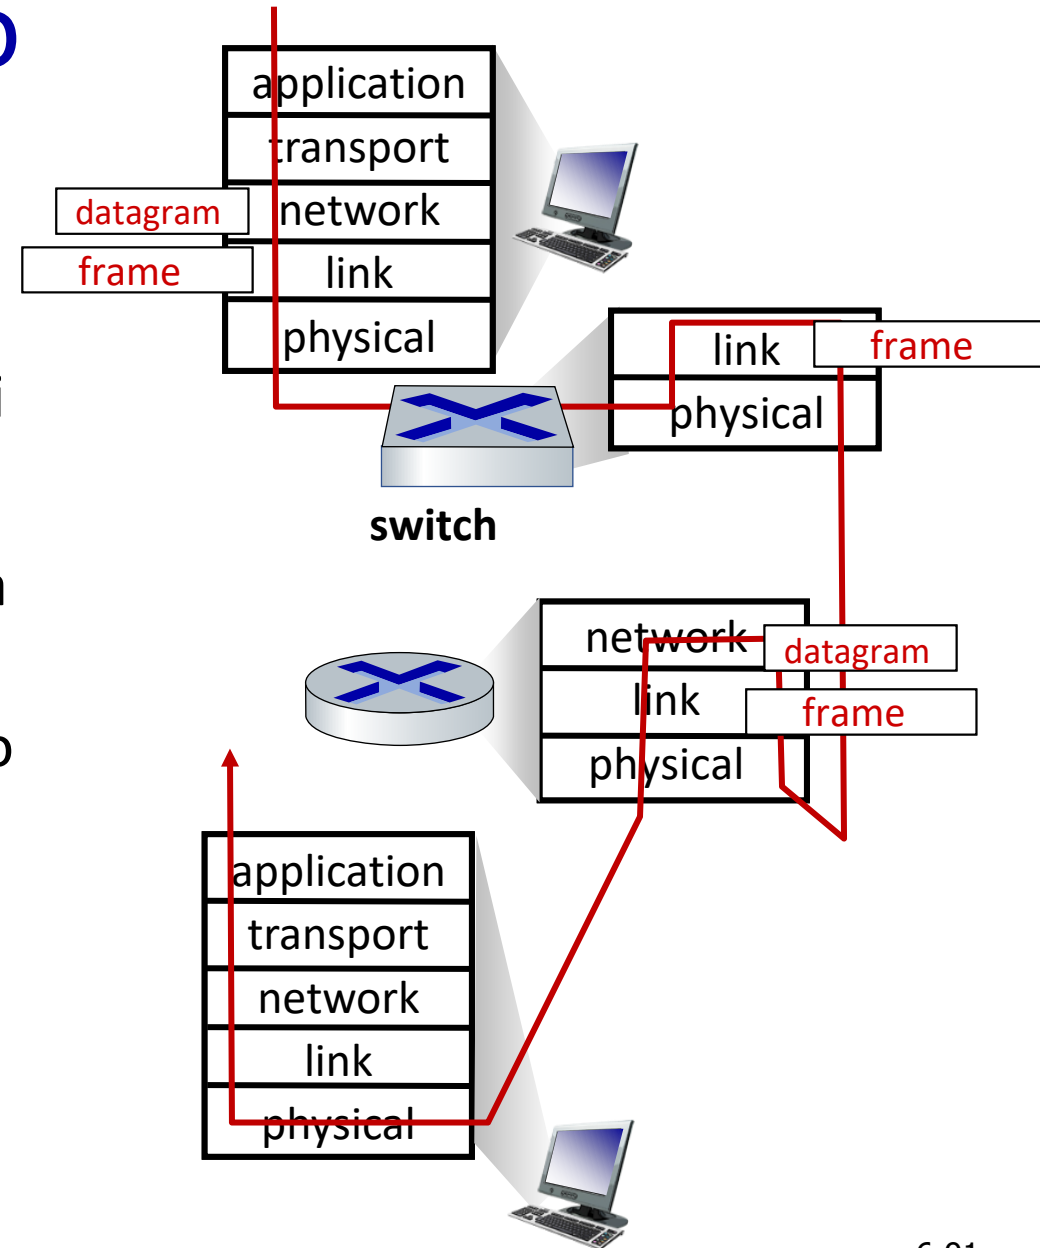 application
transport
datagram network
frame link
physical
link frame
physical
switch
network datagram
link frame
physical
application
transport
network
link
physical